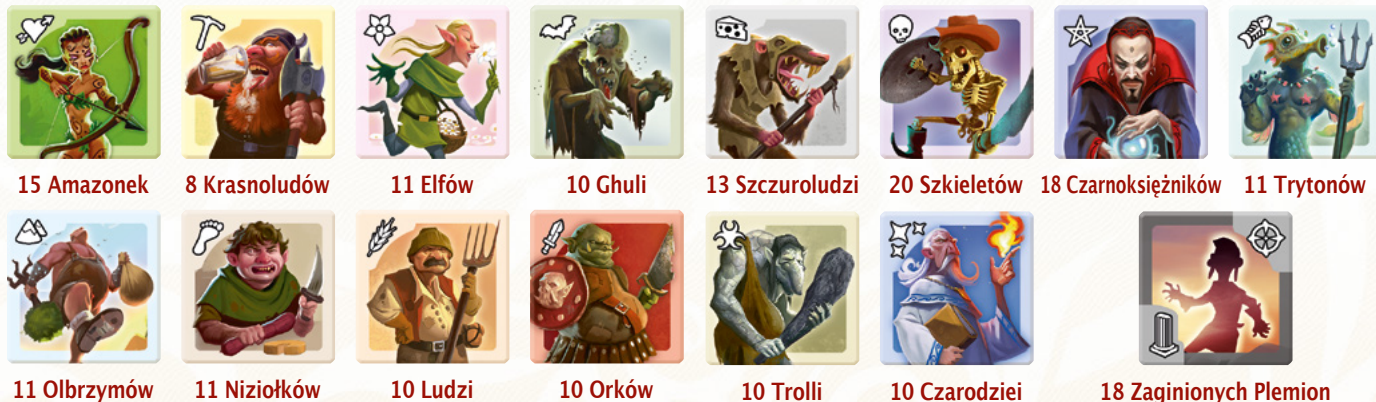 15 Amazonek
8 Krasnoludów
11 Elfów
10 Ghuli
13 Szczuroludzi
20 Szkieletów
18 Czarnoksiężników
11 Trytonów
11 Olbrzymów
11 Niziołków
10 Ludzi
10 Orków
10 Trolli
10 Czarodziei
18 Zaginionych Plemion